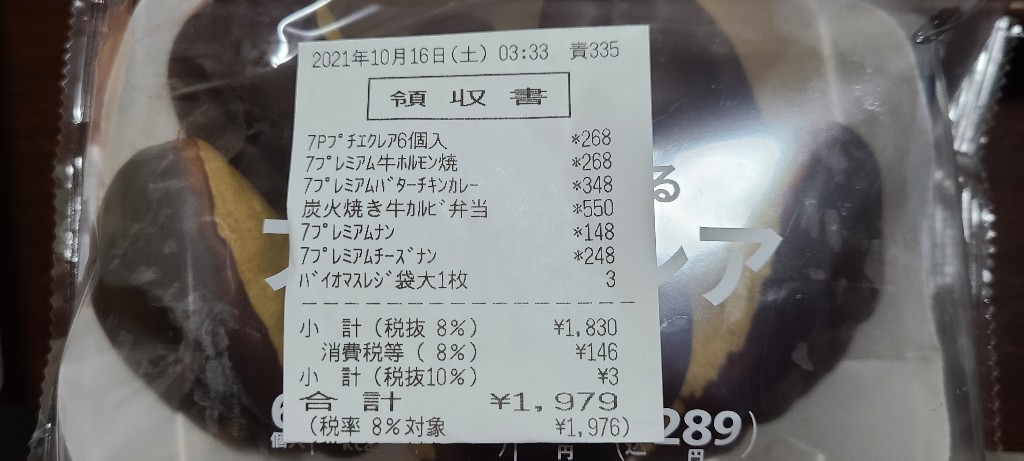 2021年10月16日(土) 03:33 責335
領収書
7Pプチエクレア6個入 *268
7プレミアム牛ホルモン焼 *268
7プレミアムバターチキンカレー *348
炭火焼き牛カルビ弁当 *550
7プレミアムナン *148
7プレミアムチーズナン *248
バイオマスレジ袋大1枚 3
小計(税抜 8%) ¥1,830
消費税等( 8%) ¥146
小計(税抜10%) ¥3
合計 ¥1,979
(税率 8%対象 ¥1,976)
る
レア
6
個
円
289
円